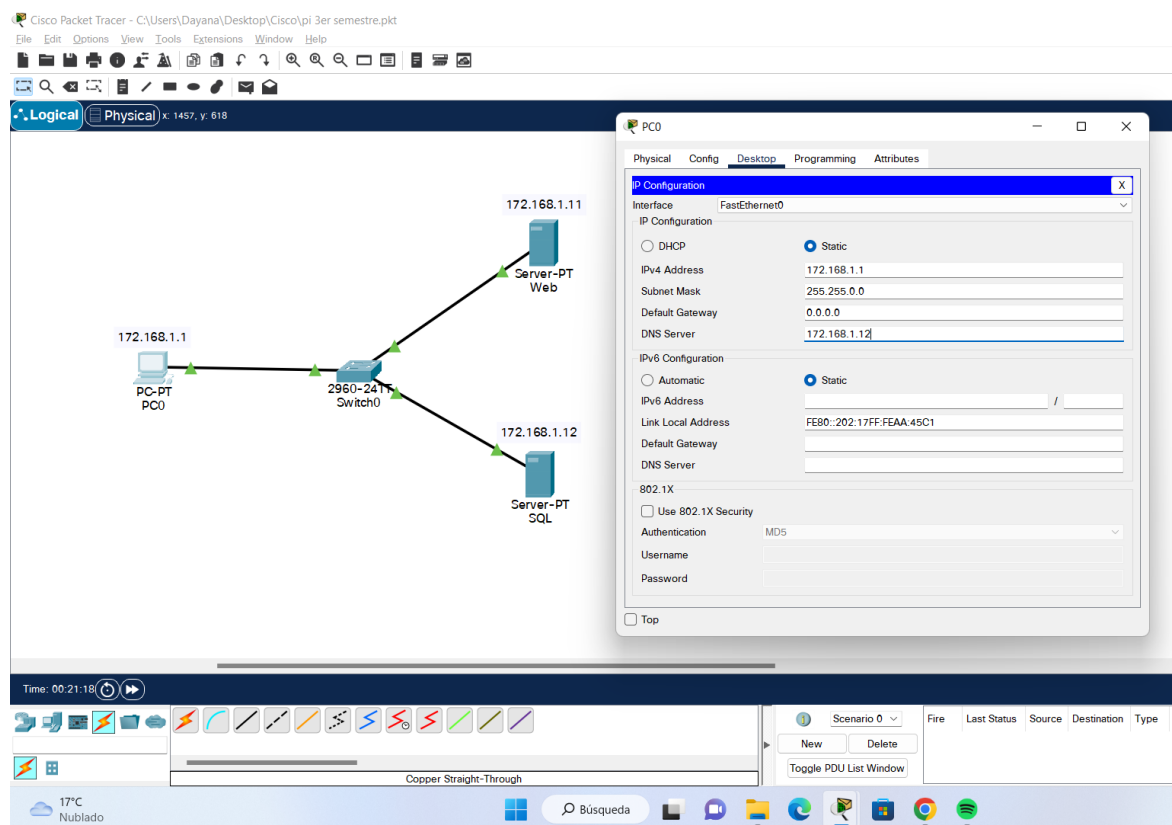 Cisco Packet Tracer - C:\Users\Dayana\Desktop\Cisco\pi 3er semestre.pkt
File Edit Options View Tools Extensions Window Help
Logical Physical x: 1457, y: 618
172.168.1.11
Server-PT
Web
172.168.1.1
PC-PT
PC0
2960-24TT
Switch0
172.168.1.12
Server-PT
SQL
PC0
Physical Config Desktop Programming Attributes
IP Configuration X
Interface FastEthernet0
IP Configuration
DHCP Static
IPv4 Address 172.168.1.1
Subnet Mask 255.255.0.0
Default Gateway 0.0.0.0
DNS Server 172.168.1.12
IPv6 Configuration
Automatic Static
IPv6 Address /
Link Local Address FE80::202:17FF:FEAA:45C1
Default Gateway
DNS Server
802.1X
Use 802.1X Security
Authentication MD5
Username
Password
Top
Time: 00:21:18
Scenario 0 Fire Last Status Source Destination Type
New Delete
Toggle PDU List Window
Copper Straight-Through
17°C
Nublado
Búsqueda